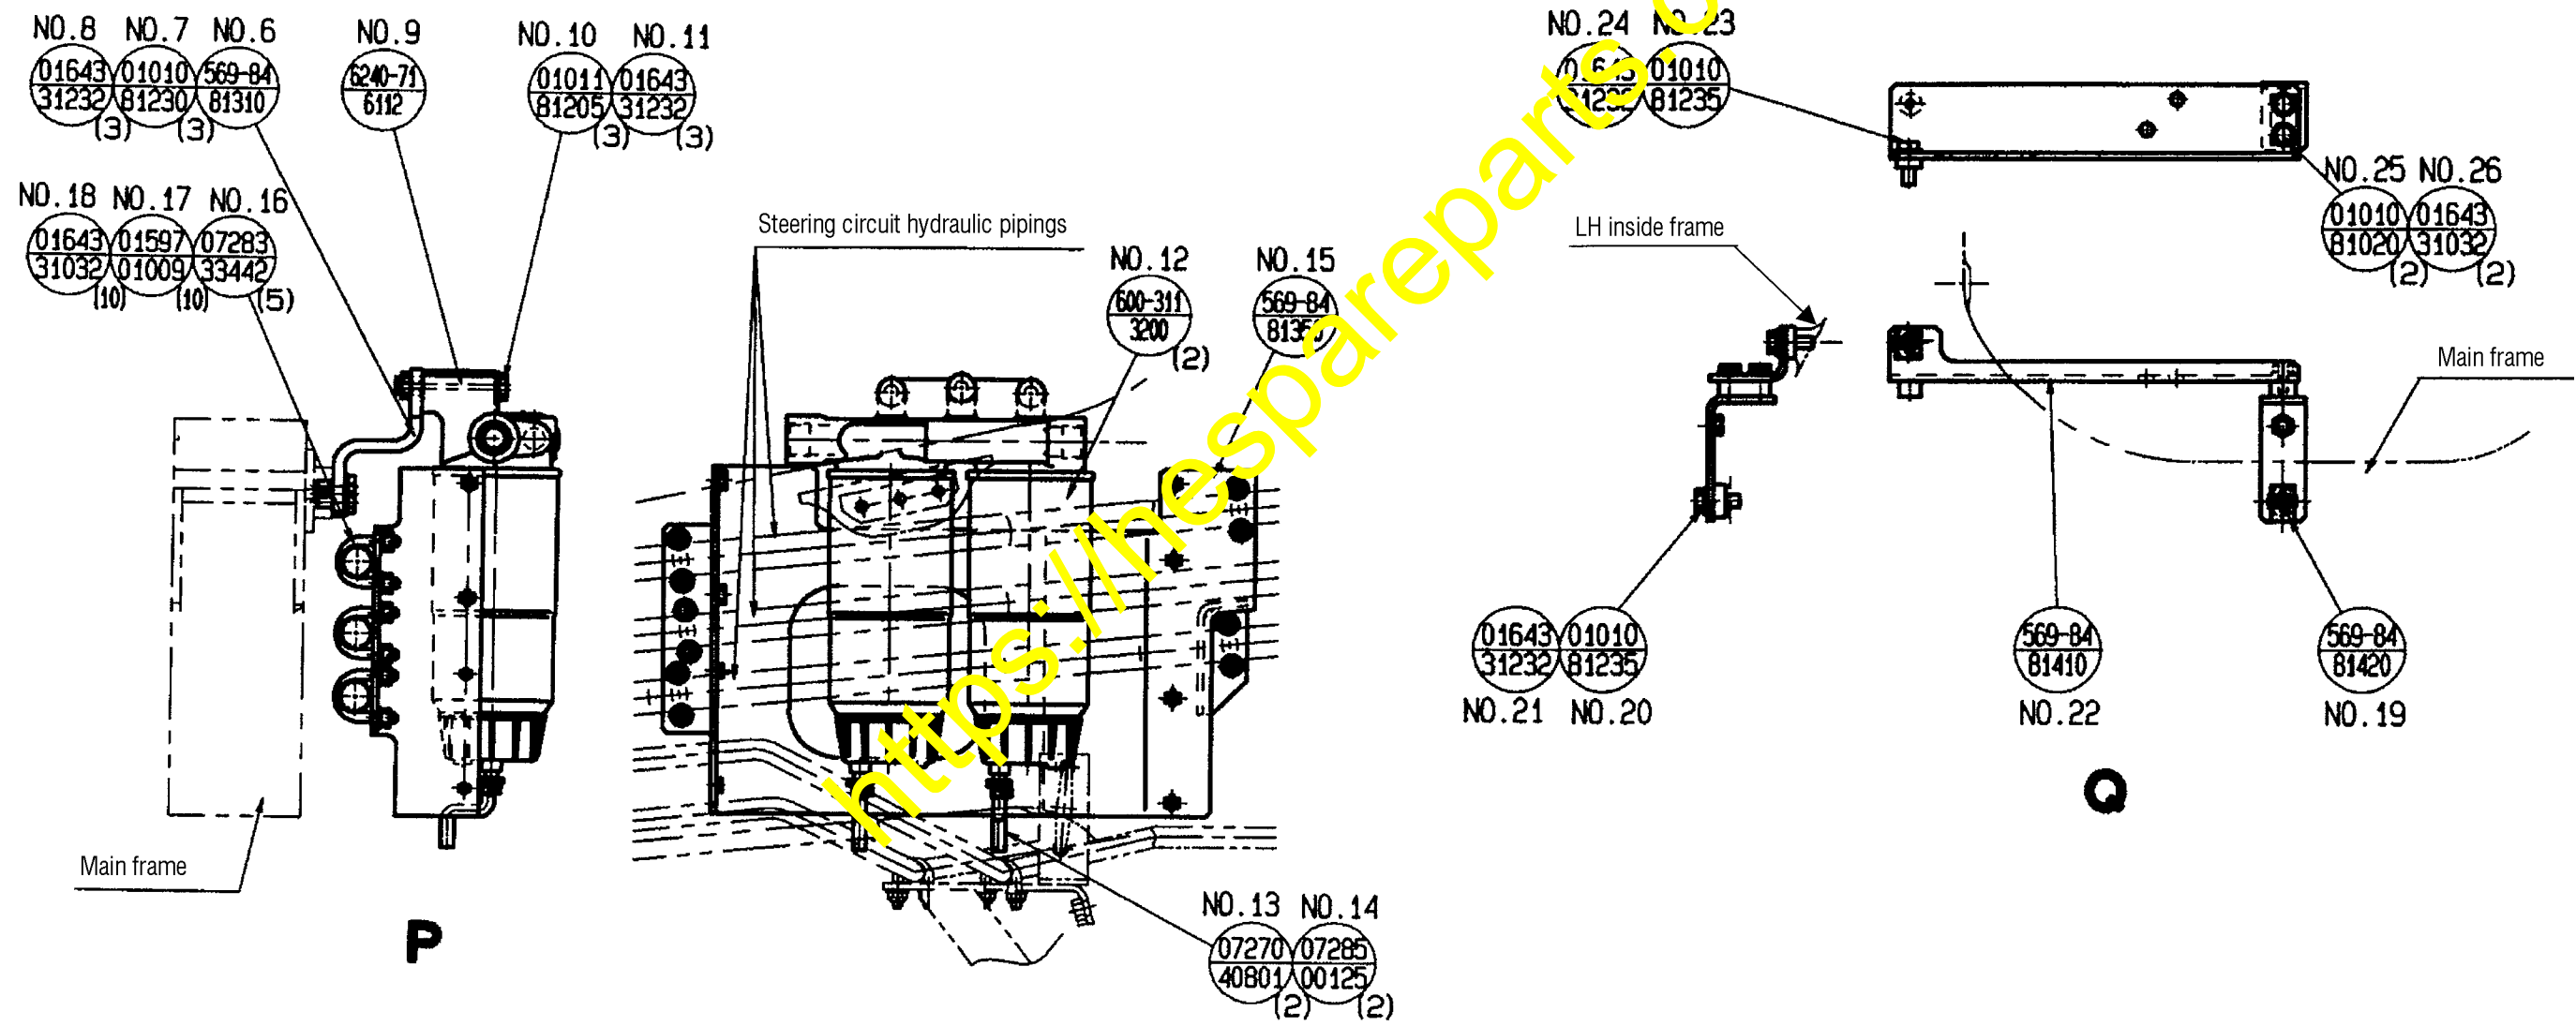 NO.8 NO.7 NO.6
01643 01010 569-84
31232 81230 81310
(3) (3)
NO.9
6240-71
6112
NO.10 NO.11
01011 01643
81205 31232
(3) (3)
NO.18 NO.17 NO.16
01643 01597 07283
31032 01009 33442
(10) (10) (5)
Steering circuit hydraulic pipings
NO.12
600-311
3200
(2)
NO.15
569-84
NO.24 NO.23
01010
81235
NO.25 NO.26
01010 01643
81020 31032
(2) (2)
LH inside frame
Main frame
01643 01010
31232 81235
NO.21 NO.20
569-84
81410
NO.22
569-84
81420
NO.19
Q
Main frame
P
NO.13 NO.14
07270 07285
40801 00125
(2) (2)
https://hespareparts.c